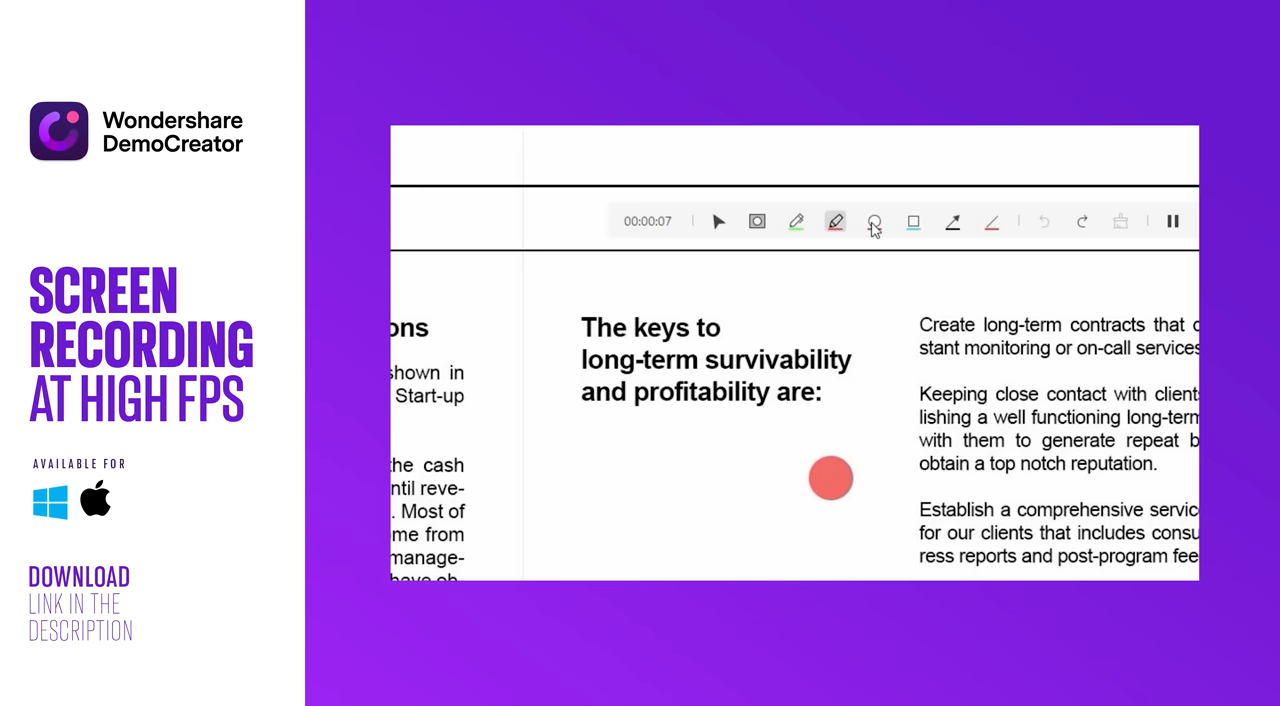 Wondershare
DemoCreator
SCREEN
RECORDING
AT HIGH FPS
AVAILABLE FOR
DOWNLOAD
LINK IN THE
DESCRIPTION
00:00:07
ons
shown in
Start-up
the cash
ntil reve-
. Most of
me from
manage-
have ob-
The keys to
long-term survivability
and profitability are:
Create long-term contracts that c
stant monitoring or on-call services
Keeping close contact with clients
lishing a well functioning long-term
with them to generate repeat b
obtain a top notch reputation.
Establish a comprehensive servic
for our clients that includes consu
ress reports and post-program fee